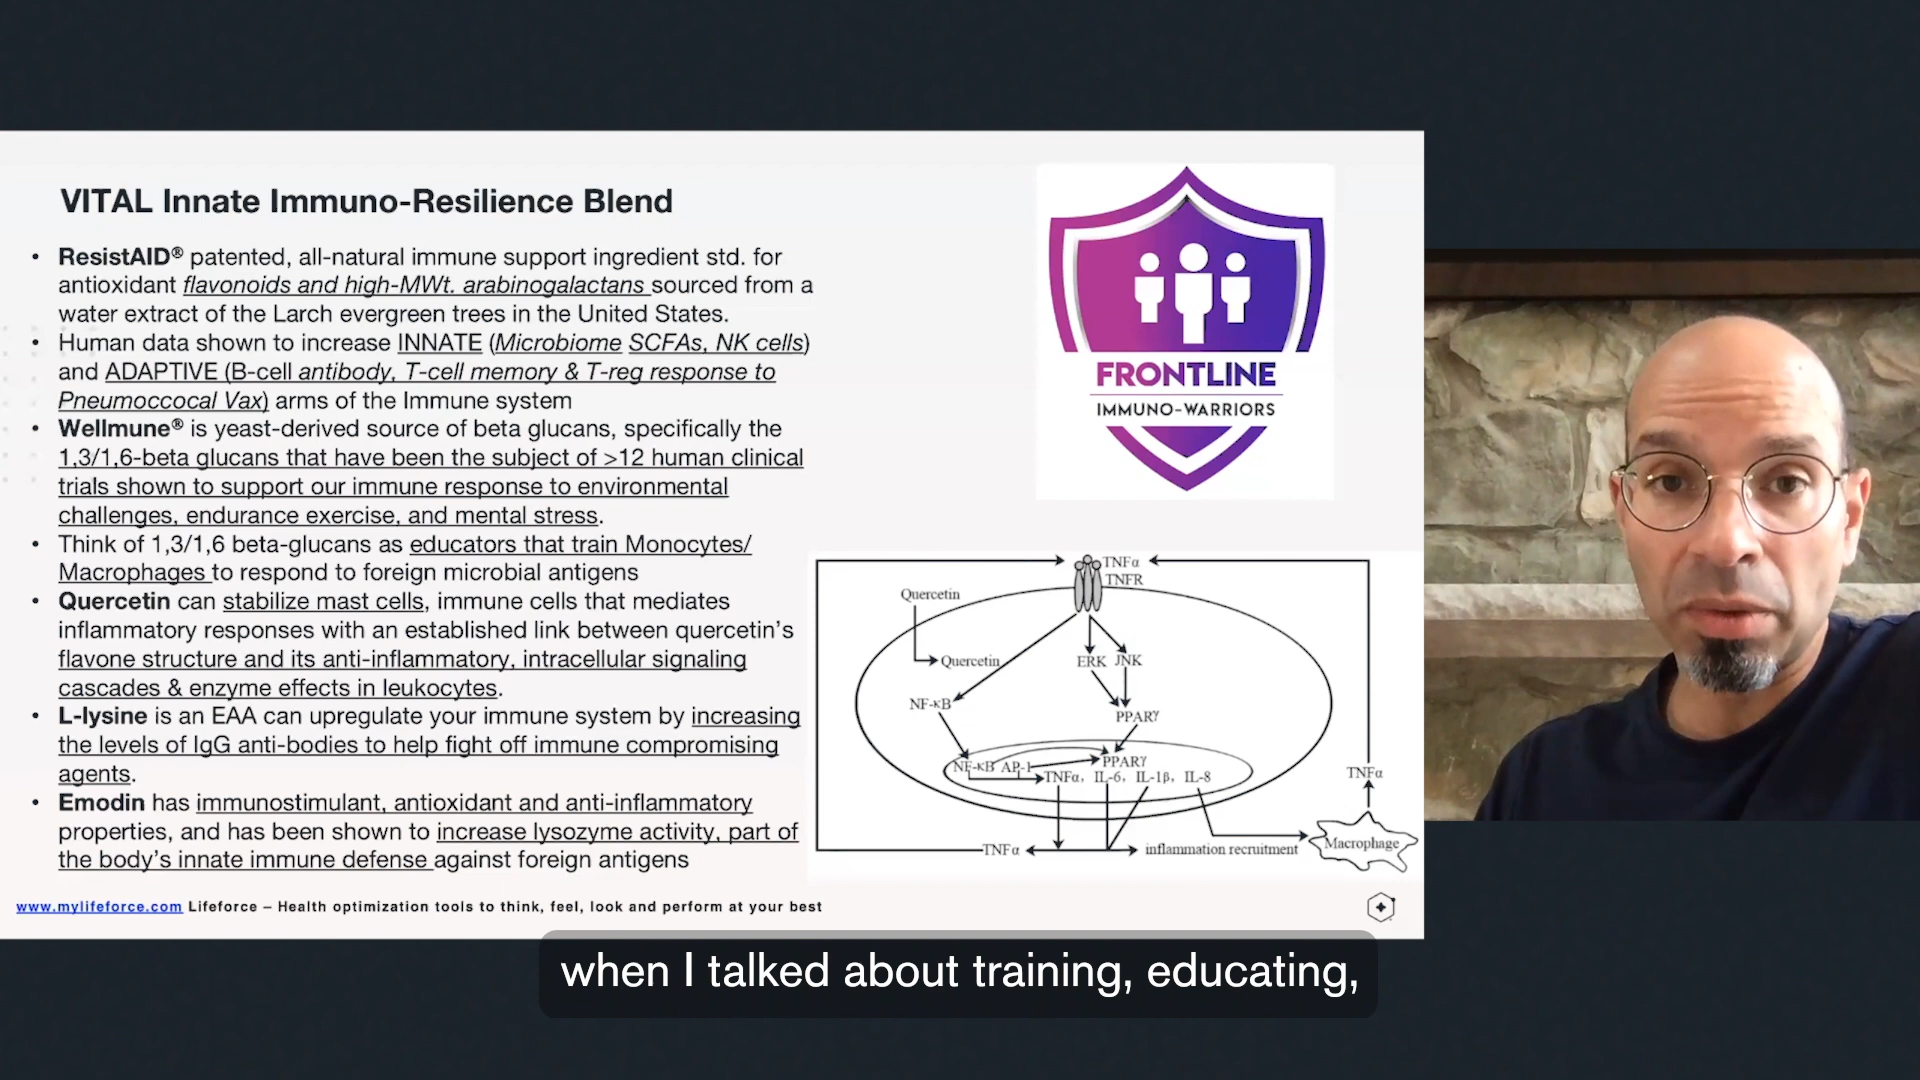 VITAL Innate Immuno-Resilience Blend
• ResistAID® patented, all-natural immune support ingredient std. for
antioxidant flavonoids and high-MWt. arabinogalactans sourced from a
water extract of the Larch evergreen trees in the United States.
• Human data shown to increase INNATE (Microbiome SCFAs, NK cells)
and ADAPTIVE (B-cell antibody, T-cell memory & T-reg response to
Pneumoccocal Vax) arms of the Immune system
• Wellmune® is yeast-derived source of beta glucans, specifically the
1,3/1,6-beta glucans that have been the subject of >12 human clinical
trials shown to support our immune response to environmental
challenges, endurance exercise, and mental stress.
• Think of 1,3/1,6 beta-glucans as educators that train Monocytes/
Macrophages to respond to foreign microbial antigens
• Quercetin can stabilize mast cells, immune cells that mediates
inflammatory responses with an established link between quercetin's
flavone structure and its anti-inflammatory, intracellular signaling
cascades & enzyme effects in leukocytes.
• L-lysine is an EAA can upregulate your immune system by increasing
the levels of IgG anti-bodies to help fight off immune compromising
agents.
• Emodin has immunostimulant, antioxidant and anti-inflammatory
properties, and has been shown to increase lysozyme activity, part of
the body's innate immune defense against foreign antigens
FRONTLINE
IMMUNO-WARRIORS
TNFα
TNFR
Quercetin
Quercetin
ERK JNK
NF-κB
PPARγ
NF-κB AP-1
PPARγ
TNFα, IL-6, IL-1β, IL-8
TNFα
TNFα
inflammation recruitment
Macrophage
www.mylifeforce.com Lifeforce – Health optimization tools to think, feel, look and perform at your best
when I talked about training, educating,